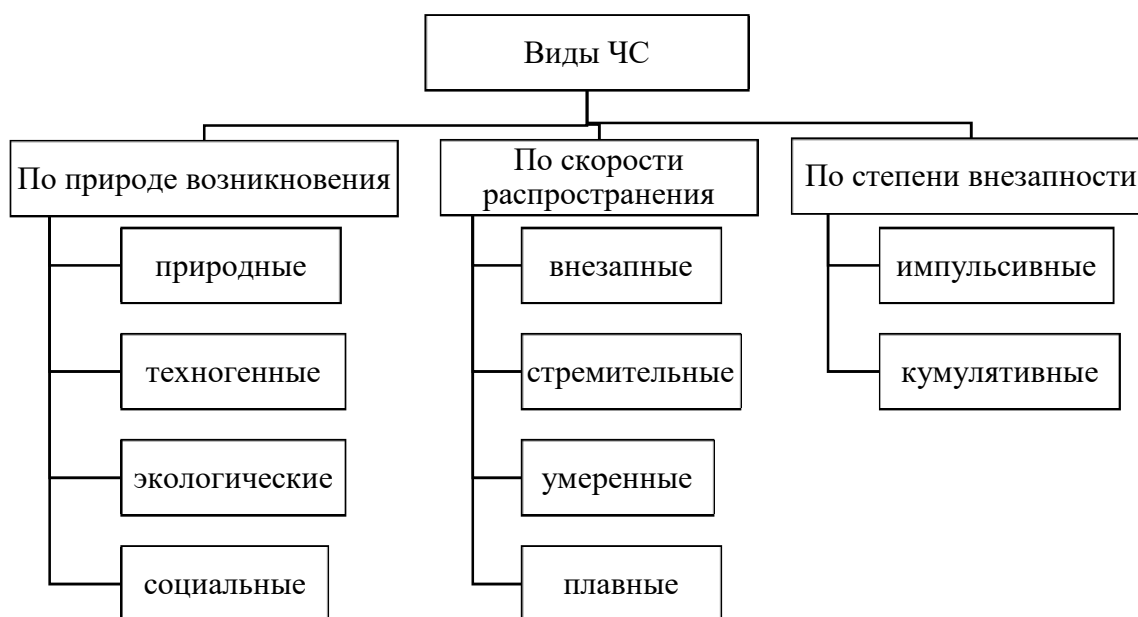 Виды ЧС
По природе возникновения
природные
техногенные
экологические
социальные
По скорости
распространения
внезапные
стремительные
умеренные
плавные
По степени внезапности
импульсивные
кумулятивные